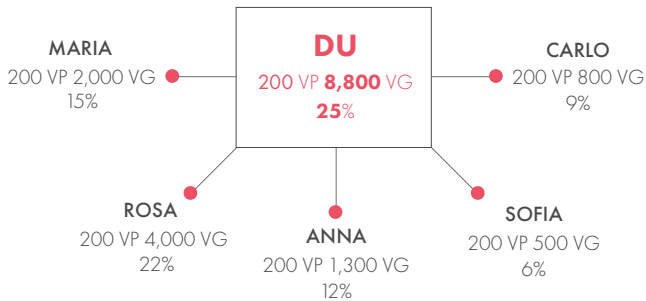 DU
200 VP 8,800 VG
25%
MARIA
200 VP 2,000 VG
15%
CARLO
200 VP 800 VG
9%
ROSA
200 VP 4,000 VG
22%
ANNA
200 VP 1,300 VG
12%
SOFIA
200 VP 500 VG
6%